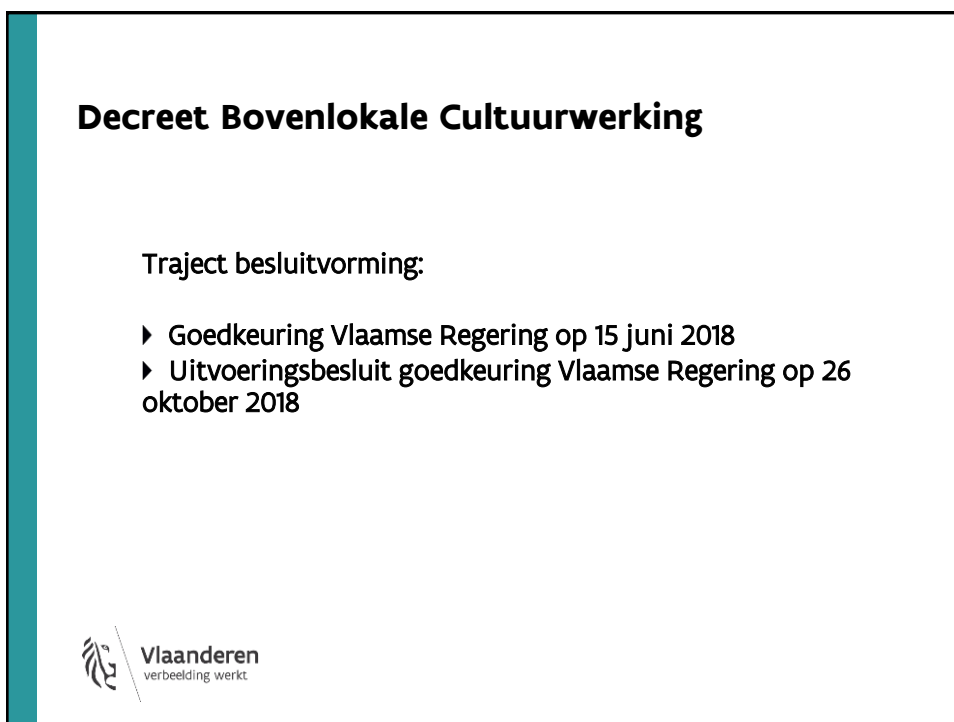 Decreet Bovenlokale Cultuurwerking
Traject besluitvorming:
Goedkeuring Vlaamse Regering op 15 juni 2018
Uitvoeringsbesluit goedkeuring Vlaamse Regering op 26
oktober 2018
Vlaanderen
verbeelding werkt